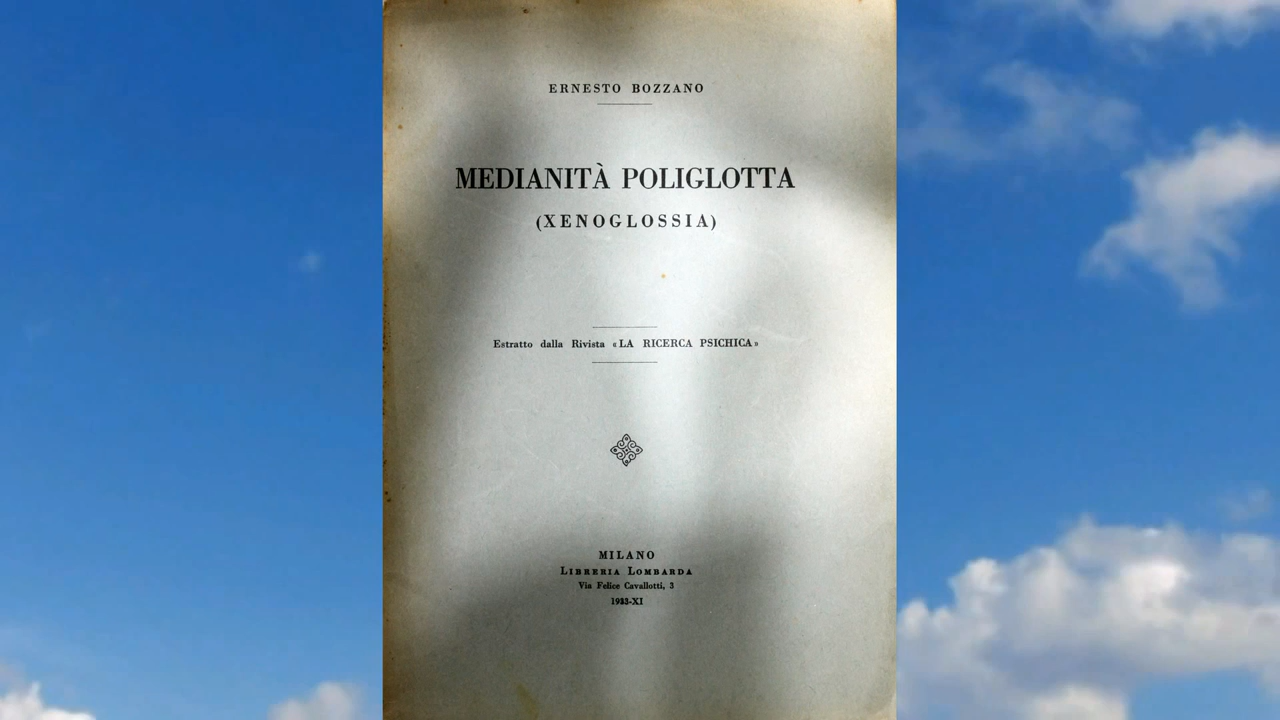 ERNESTO BOZZANO
MEDIANITÀ POLIGLOTTA
(XENOGLOSSIA)
Estratto dalla Rivista «LA RICERCA PSICHICA»
MILANO
LIBRERIA LOMBARDA
Via Felice Cavallotti, 3
1933-XI